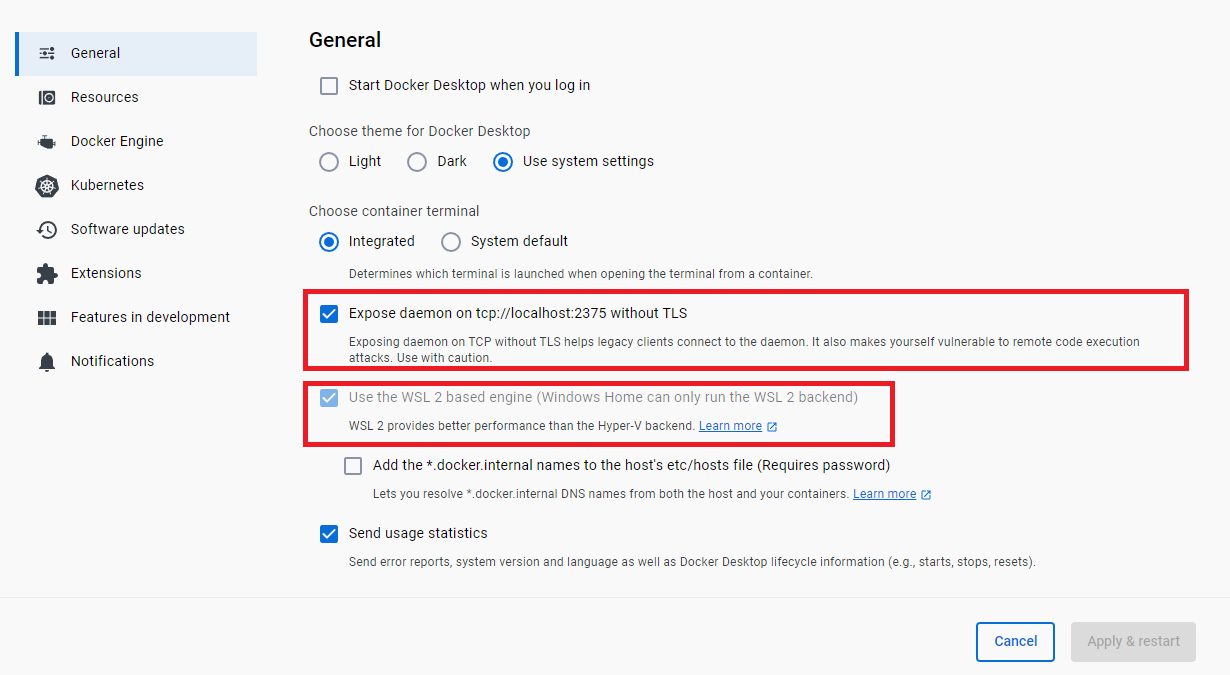 General
Resources
Docker Engine
Kubernetes
Software updates
Extensions
Features in development
Notifications
General
Start Docker Desktop when you log in
Choose theme for Docker Desktop
Light Dark Use system settings
Choose container terminal
Integrated System default
Determines which terminal is launched when opening the terminal from a container.
Expose daemon on tcp://localhost:2375 without TLS
Exposing daemon on TCP without TLS helps legacy clients connect to the daemon. It also makes yourself vulnerable to remote code execution
attacks. Use with caution.
Use the WSL 2 based engine (Windows Home can only run the WSL 2 backend)
WSL 2 provides better performance than the Hyper-V backend. Learn more
Add the *.docker.internal names to the host's etc/hosts file (Requires password)
Lets you resolve *.docker.internal DNS names from both the host and your containers. Learn more
Send usage statistics
Send error reports, system version and language as well as Docker Desktop lifecycle information (e.g., starts, stops, resets).
Cancel Apply & restart